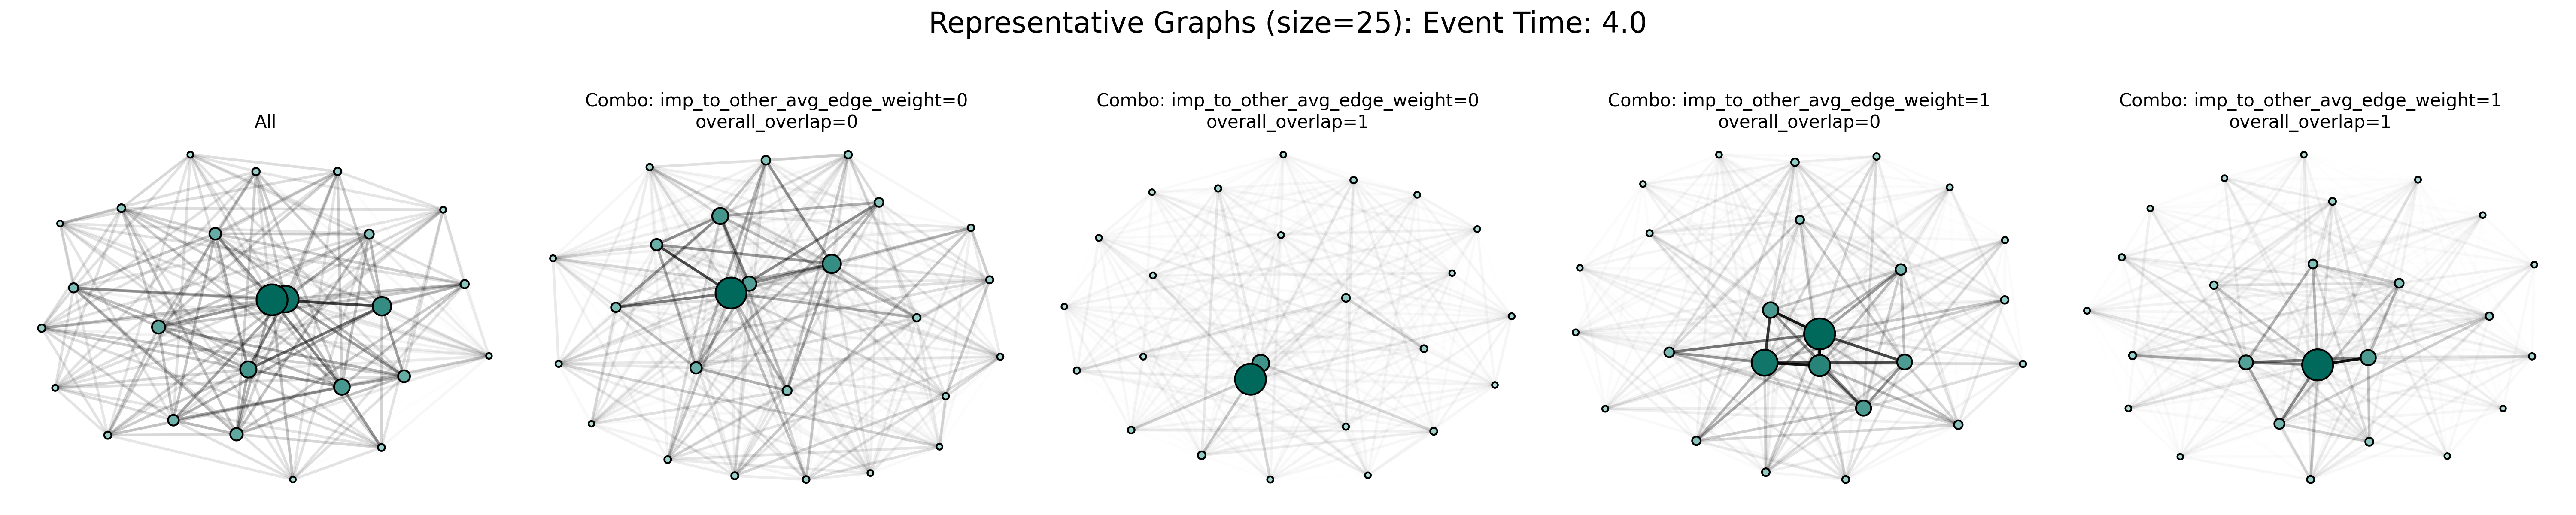 Representative Graphs (size=25): Event Time: 4.0
All
Combo: imp_to_other_avg_edge_weight=0
overall_overlap=0
Combo: imp_to_other_avg_edge_weight=0
overall_overlap=1
Combo: imp_to_other_avg_edge_weight=1
overall_overlap=0
Combo: imp_to_other_avg_edge_weight=1
overall_overlap=1